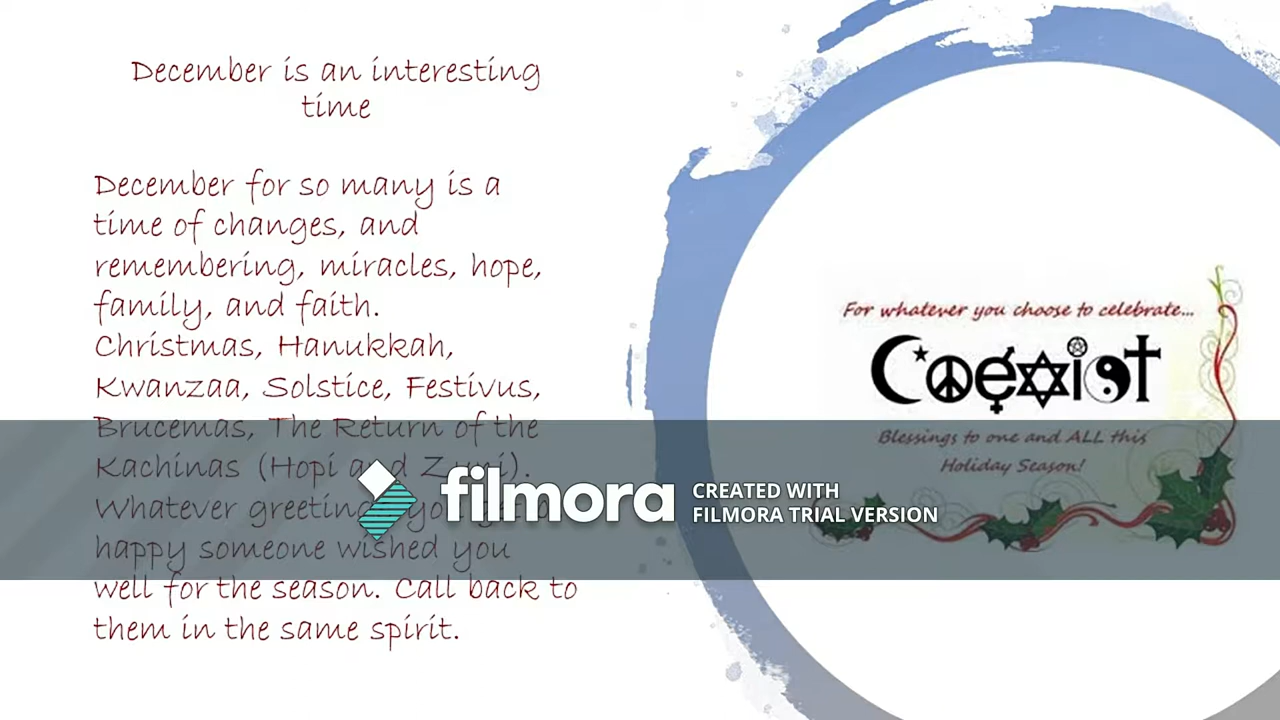 December is an interesting
time
December for so many is a
time of changes, and
remembering, miracles, hope,
family, and faith.
Christmas, Hanukkah,
Kwanzaa, Solstice, Festivus,
Brucemas, The Return of the
Kachinas (Hopi and Zuni).
Whatever greeting you
happy someone wished you
well for the season. Call back to
them in the same spirit.
For whatever you choose to celebrate...
Coexist
Blessings to one and ALL this
Holiday Season!
filmora
CREATED WITH
FILMORA TRIAL VERSION